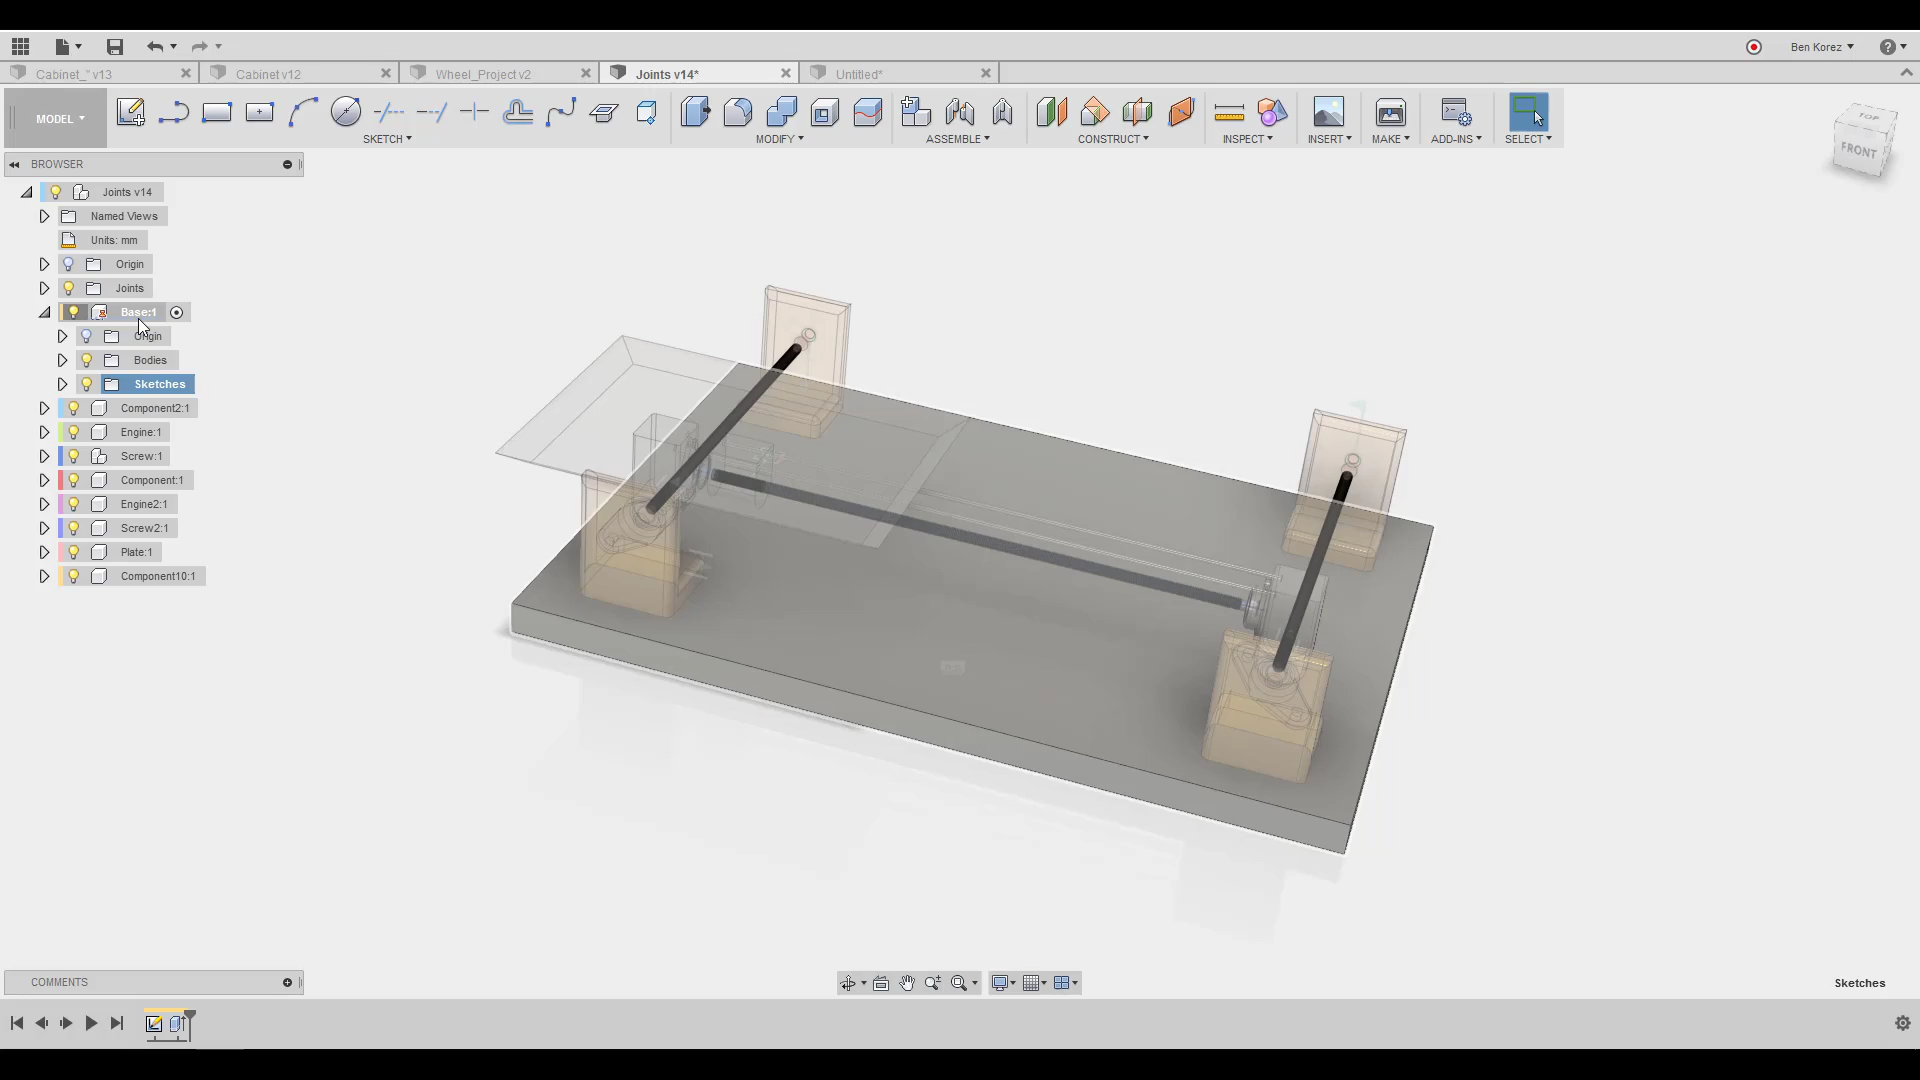 Ben Korez
Cabinet_" v13
Cabinet v12
Wheel_Project v2
Joints v14*
Untitled*
MODEL
SKETCH
MODIFY
ASSEMBLE
CONSTRUCT
INSPECT
INSERT
MAKE
ADD-INS
SELECT
TOP
FRONT
BROWSER
Joints v14
Named Views
Units: mm
Origin
Joints
Base:1
Origin
Bodies
Sketches
Component2:1
Engine:1
Screw:1
Component:1
Engine2:1
Screw2:1
Plate:1
Component10:1
COMMENTS
Sketches